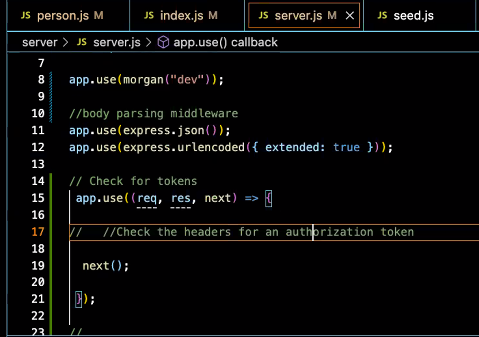 JS person.js M JS index.js M JS server.js M × JS seed.js
server > JS server.js > app.use() callback
7
8 app.use(morgan("dev"));
9
10 //body parsing middleware
11 app.use(express.json());
12 app.use(express.urlencoded({ extended: true }));
13
14 // Check for tokens
15 app.use((req, res, next) => {
16
17 // //Check the headers for an authorization token
18
19 next();
20
21 });
22
23 //